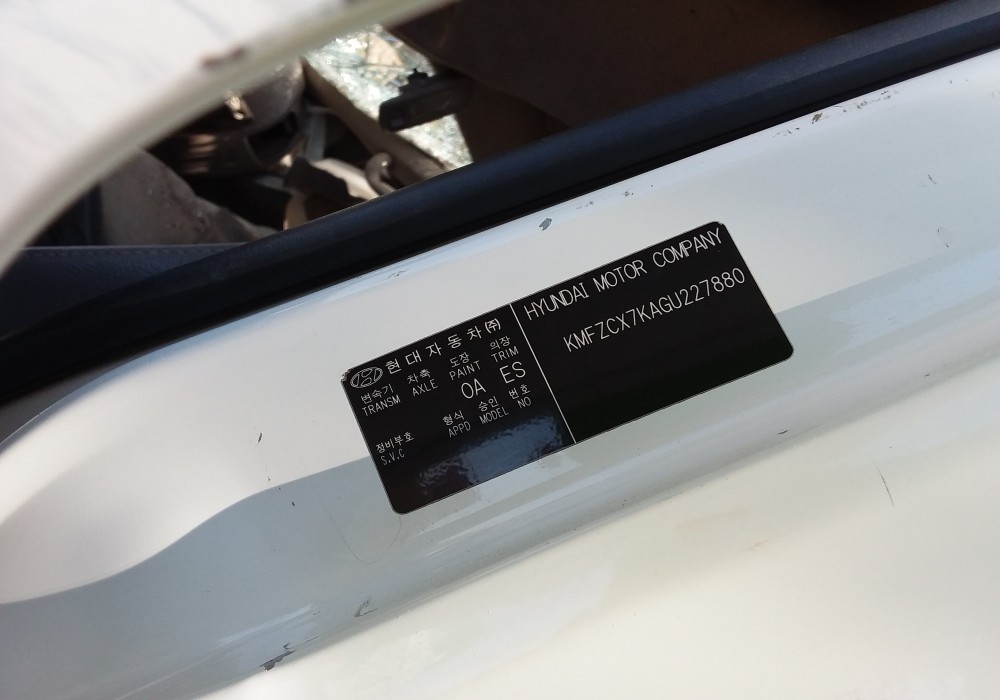 현대자동차㈜
변속기 차축 도장 의장
TRANSM AXLE PAINT TRIM
OA ES
정비부호 형식 승인 번호
S.V.C APPD MODEL NO
HYUNDAI MOTOR COMPANY
KMFZCX7KAGU227880